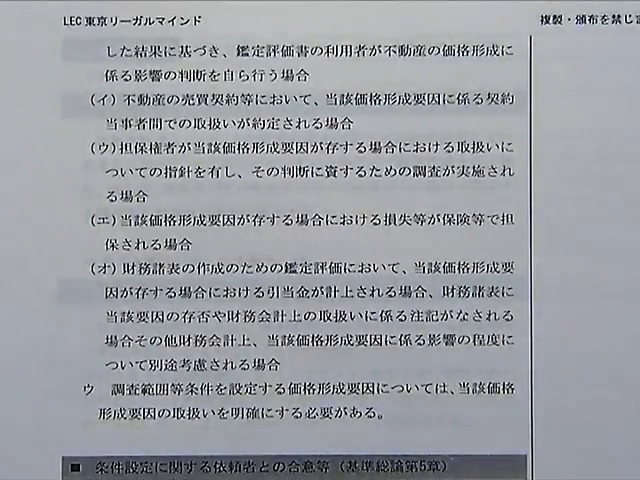 LEC東京リーガルマインド
複製・頒布を禁じま
した結果に基づき、鑑定評価書の利用者が不動産の価格形成に
係る影響の判断を自ら行う場合
(イ) 不動産の売買契約等において、当該価格形成要因に係る契約
当事者間での取扱いが約定される場合
(ウ) 担保権者が当該価格形成要因が存する場合における取扱いに
ついての指針を有し、その判断に資するための調査が実施され
る場合
(エ) 当該価格形成要因が存する場合における損失等が保険等で担
保される場合
(オ) 財務諸表の作成のための鑑定評価において、当該価格形成要
因が存する場合における引当金が計上される場合、財務諸表に
当該要因の存否や財務会計上の取扱いに係る注記がなされる
場合その他財務会計上、当該価格形成要因に係る影響の程度に
ついて別途考慮される場合
ウ 調査範囲等条件を設定する価格形成要因については、当該価格
形成要因の取扱いを明確にする必要がある。
■ 条件設定に関する依頼者との合意等（基準総論第5章）